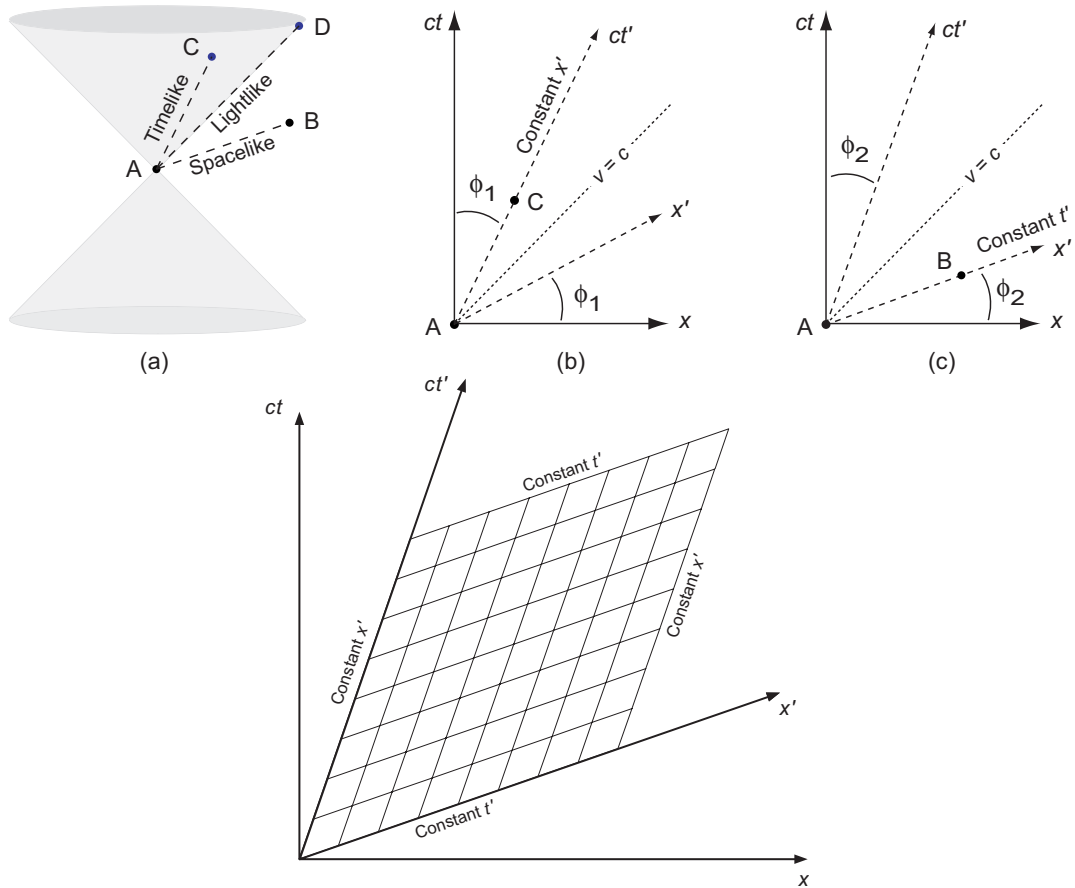 A
B
C
D
Timelike
Lightlike
Spacelike
(a)
ct
ct'
Constant x'
v = c
ϕ1
C
x'
ϕ1
A
x
(b)
ct
ct'
ϕ2
v = c
Constant t'
B
x'
ϕ2
A
x
(c)
ct
ct'
Constant t'
Constant x'
Constant x'
x'
Constant t'
x